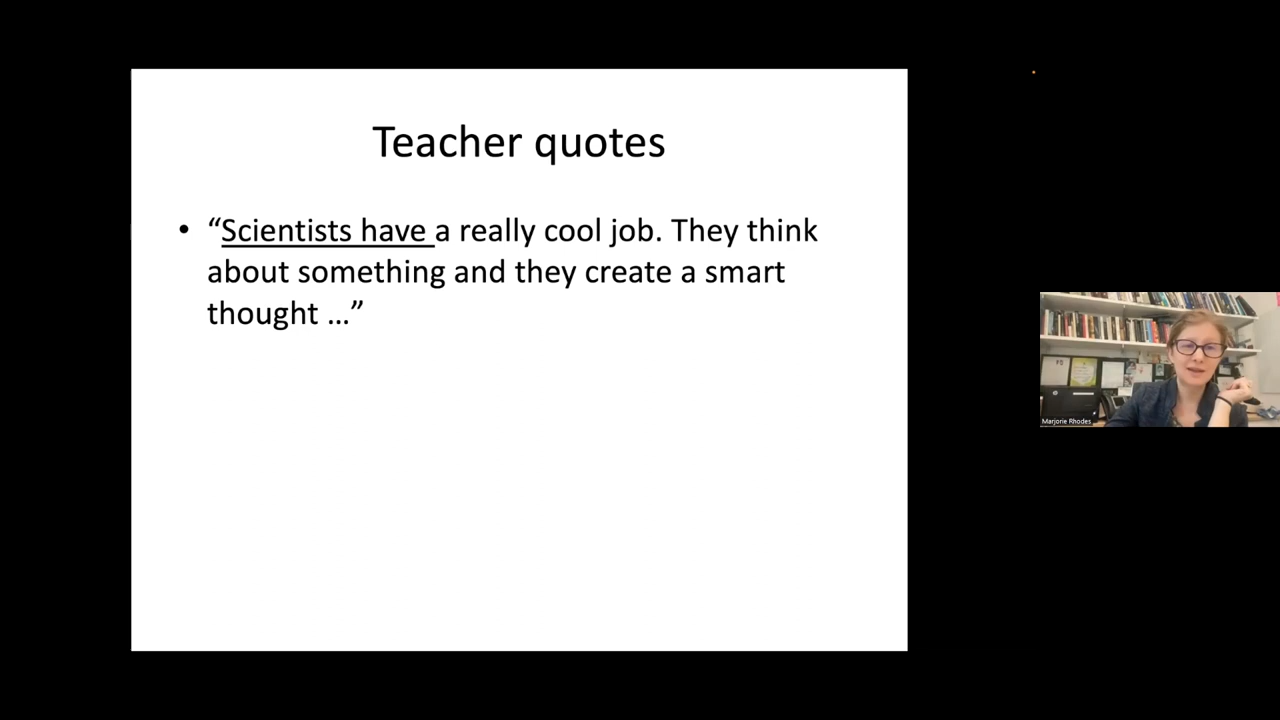 Teacher quotes
• “Scientists have a really cool job. They think
about something and they create a smart
thought …”
Marjorie Rhodes